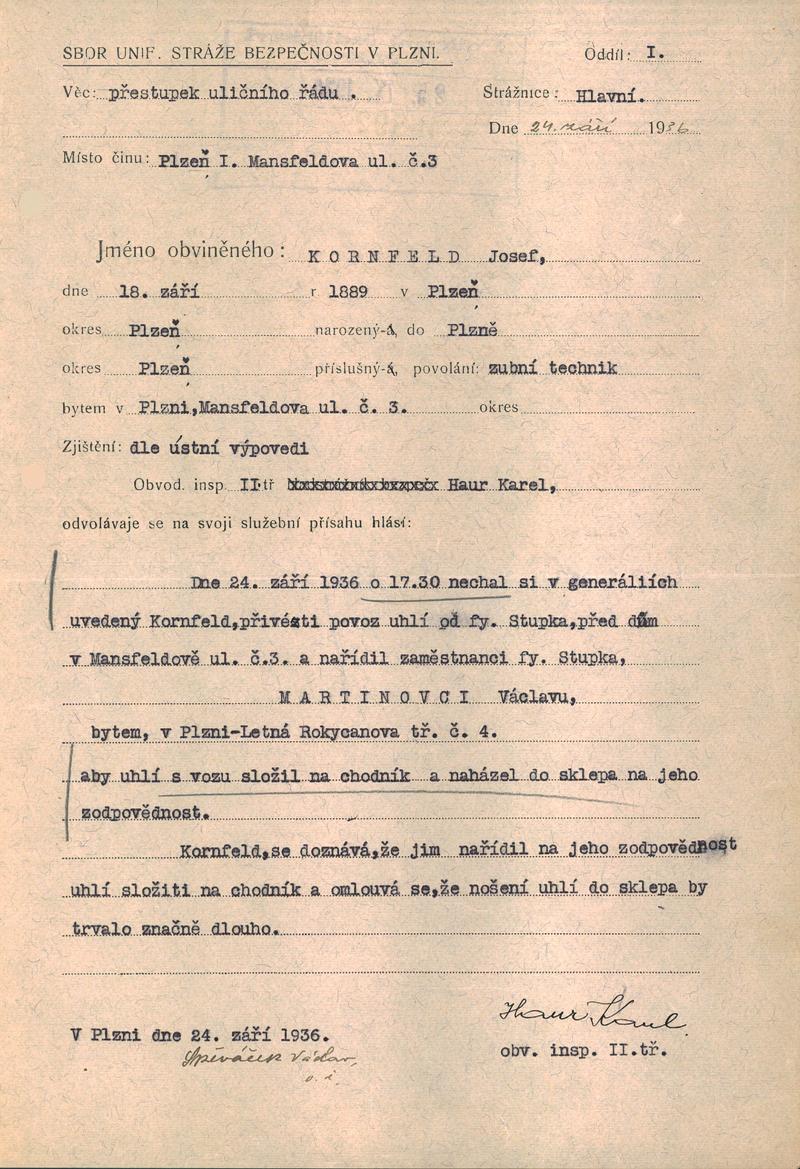 SBOR UNIF. STRÁŽE BEZPEČNOSTI V PLZNI.
Oddíl: I.
Věc: přestupek uličního řádu .
Strážnice: Hlavní.
Dne 24. září 1936
Místo činu: Plzeň I. Mansfeldova ul. č.3
Jméno obviněného: KORNFELD Josef,
dne 18. září r 1889 v Plzeň
okres Plzeň narozený-á, do Plzně
okres Plzeň příslušný-á, povolání: zubní technik
bytem v Plzni,Mansfeldova ul. č. 3. okres
Zjištění: dle ústní výpovedi
Obvod. insp. II.tř Haur Karel,
odvolávaje se na svoji služební přísahu hlásí:
Dne 24. září 1936 o 17.30 nechal si v generáliích
uvedený Kornfeld,přivésti povoz uhlí od fy. Stupka,před dům
v Mansfeldově ul. č.3. a nařídil zaměstnanci fy. Stupka,
MARTINOVCI Václavu,
bytem, v Plzni-Letná Rokycanova tř. č. 4.
aby uhlí s vozu složil na chodník a naházel do sklepa na jeho
zodpovědnost.
Kornfeld,se doznává,že jim nařídil na jeho zodpovědnost
uhlí složiti na chodník a omlouvá se,že nošení uhlí do sklepa by
trvalo značně dlouho.
Haur Karel
V Plzni dne 24. září 1936.
obv. insp. II.tř.
Spěváček Václav,